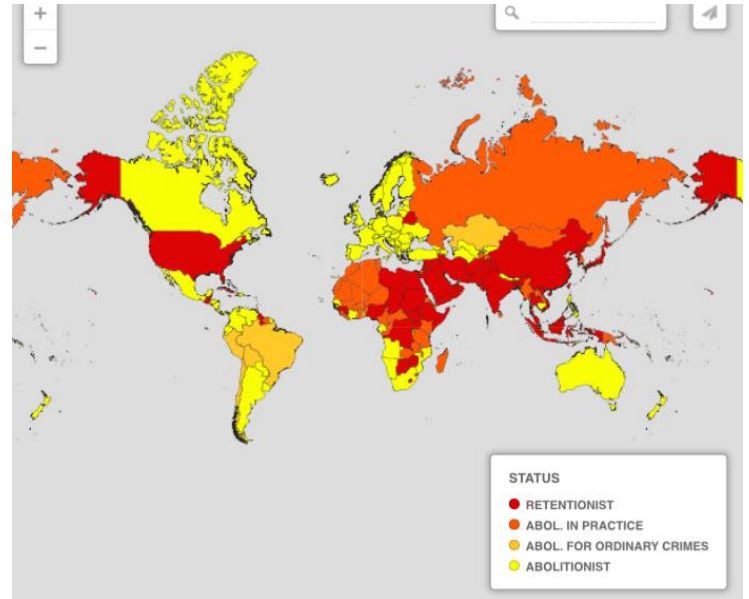 +
−
STATUS
RETENTIONIST
ABOL. IN PRACTICE
ABOL. FOR ORDINARY CRIMES
ABOLITIONIST